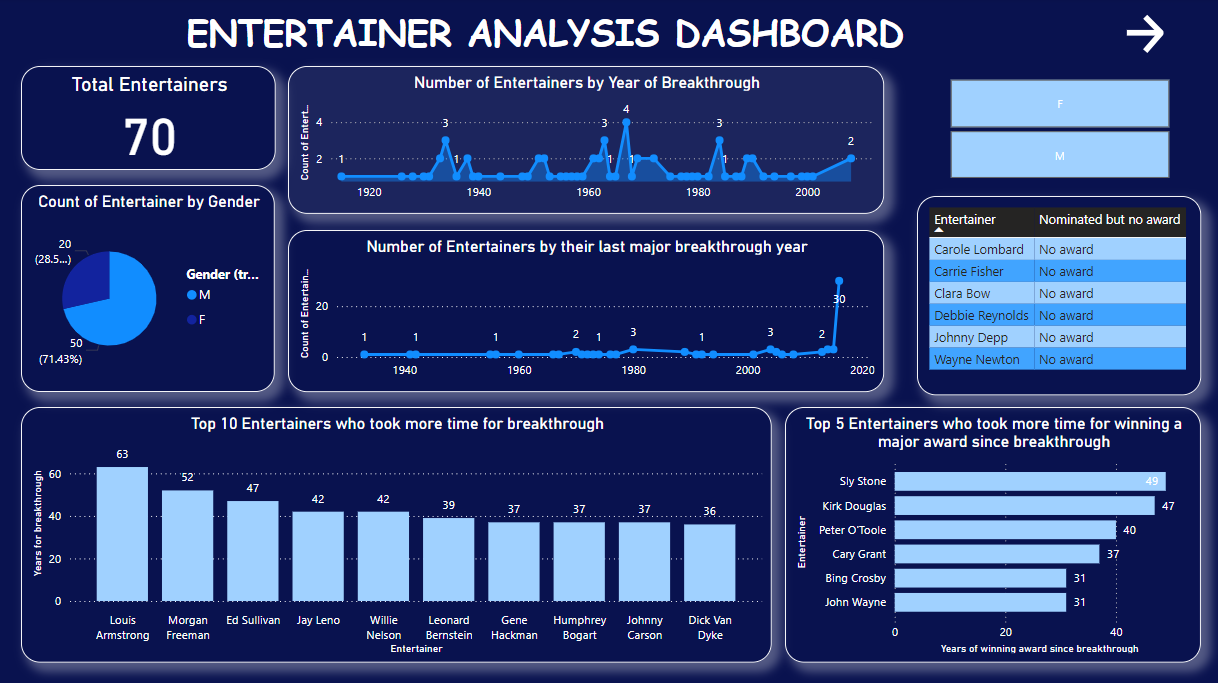 ENTERTAINER ANALYSIS DASHBOARD
Total Entertainers
70
Number of Entertainers by Year of Breakthrough
Count of Entert...
4
2
1
3
1
3
1
4
1
3
1
2
1920
1940
1960
1980
2000
F
M
Count of Entertainer by Gender
20
(28.5...)
50
(71.43%)
Gender (tr...
M
F
Number of Entertainers by their last major breakthrough year
Count of Entertain...
20
0
1
1
1
2
1
3
1
3
2
30
1940
1960
1980
2000
2020
Entertainer
Nominated but no award
Carole Lombard No award
Carrie Fisher No award
Clara Bow No award
Debbie Reynolds No award
Johnny Depp No award
Wayne Newton No award
Top 10 Entertainers who took more time for breakthrough
Years for breakthrough
60
40
20
0
63
52
47
42
42
39
37
37
37
36
Louis
Armstrong
Morgan
Freeman
Ed Sullivan
Jay Leno
Willie
Nelson
Leonard
Bernstein
Gene
Hackman
Humphrey
Bogart
Johnny
Carson
Dick Van
Dyke
Entertainer
Top 5 Entertainers who took more time for winning a
major award since breakthrough
Entertainer
Sly Stone 49
Kirk Douglas 47
Peter O'Toole 40
Cary Grant 37
Bing Crosby 31
John Wayne 31
0
20
40
Years of winning award since breakthrough